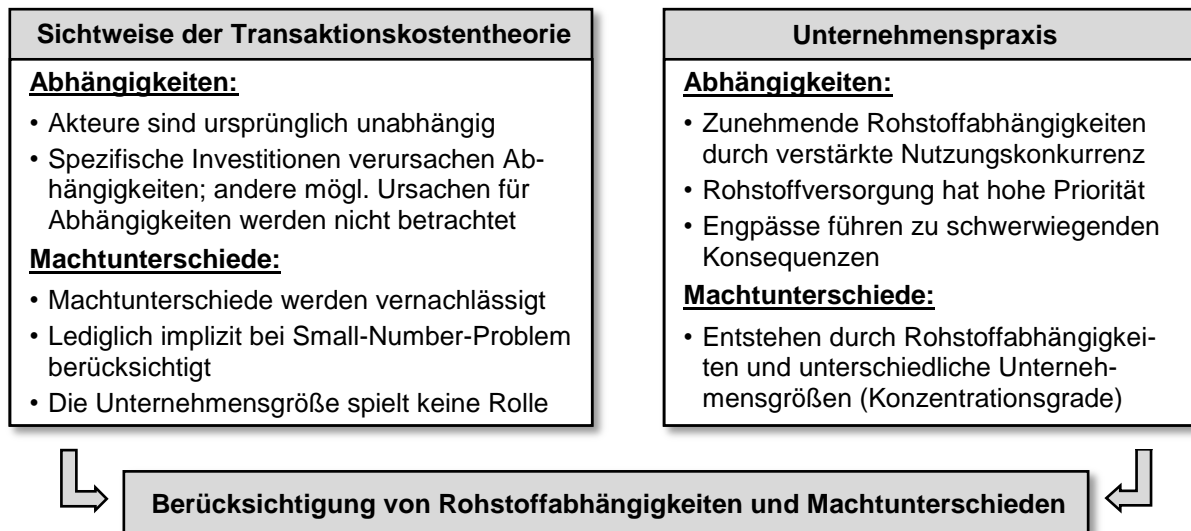 Sichtweise der Transaktionskostentheorie
Abhängigkeiten:
• Akteure sind ursprünglich unabhängig
• Spezifische Investitionen verursachen Ab-
hängigkeiten; andere mögl. Ursachen für
Abhängigkeiten werden nicht betrachtet
Machtunterschiede:
• Machtunterschiede werden vernachlässigt
• Lediglich implizit bei Small-Number-Problem
berücksichtigt
• Die Unternehmensgröße spielt keine Rolle
Unternehmenspraxis
Abhängigkeiten:
• Zunehmende Rohstoffabhängigkeiten
durch verstärkte Nutzungskonkurrenz
• Rohstoffversorgung hat hohe Priorität
• Engpässe führen zu schwerwiegenden
Konsequenzen
Machtunterschiede:
• Entstehen durch Rohstoffabhängigkei-
ten und unterschiedliche Unterneh-
mensgrößen (Konzentrationsgrade)
Berücksichtigung von Rohstoffabhängigkeiten und Machtunterschieden